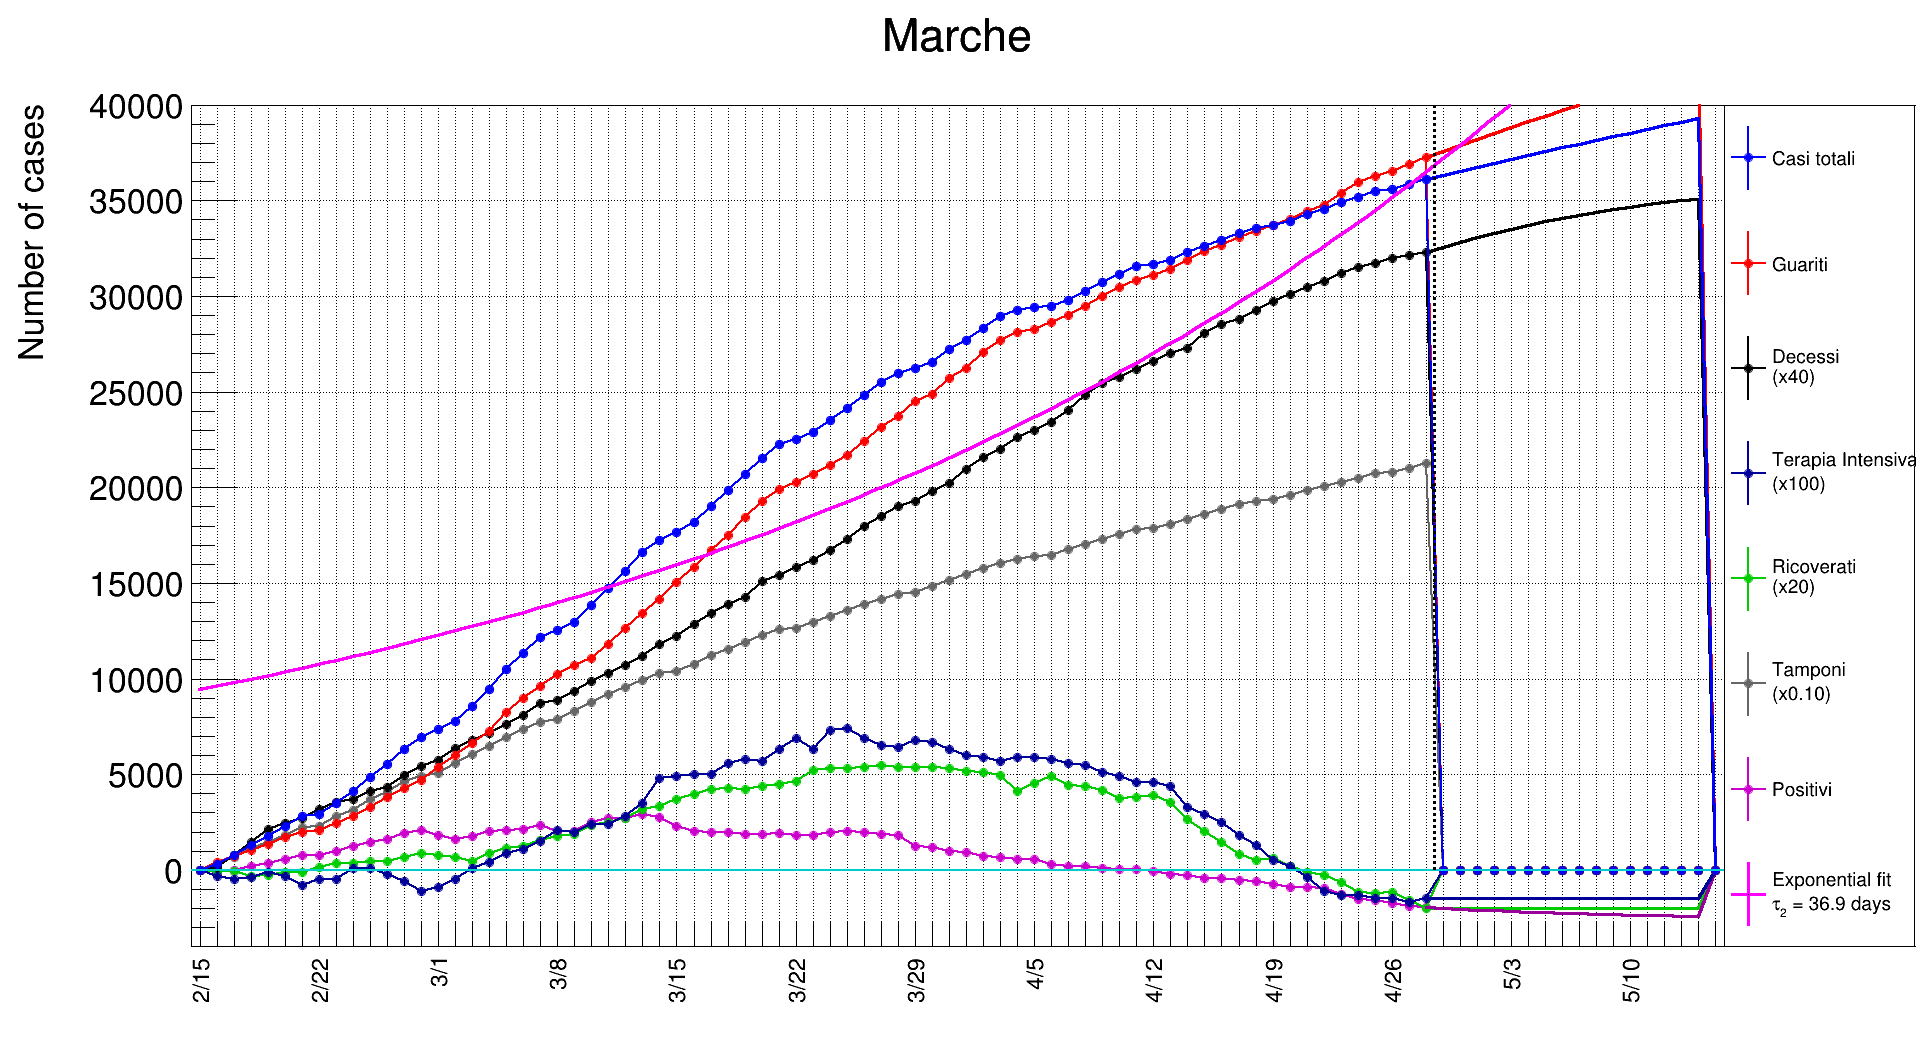 Marche
Number of cases
40000
35000
30000
25000
20000
15000
10000
5000
0
2/15
2/22
3/1
3/8
3/15
3/22
3/29
4/5
4/12
4/19
4/26
5/3
5/10
Casi totali
Guariti
Decessi
(x40)
Terapia Intensiva
(x100)
Ricoverati
(x20)
Tamponi
(x0.10)
Positivi
Exponential fit
τ2 = 36.9 days